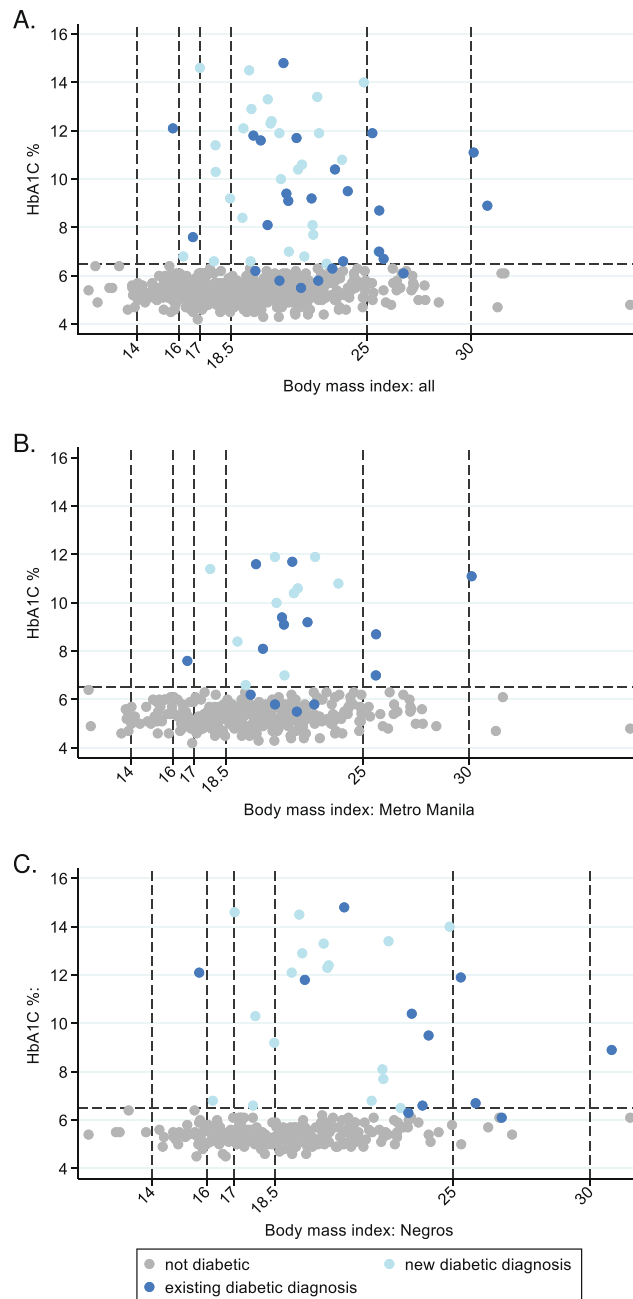 A.
16
14
12
10
8
6
4
HbA1C %
14 16 17 18.5 25 30
Body mass index: all
B.
16
14
12
10
8
6
4
HbA1C %
14 16 17 18.5 25 30
Body mass index: Metro Manila
C.
16
14
12
10
8
6
4
HbA1C %:
14 16 17 18.5 25 30
Body mass index: Negros
not diabetic new diabetic diagnosis
existing diabetic diagnosis